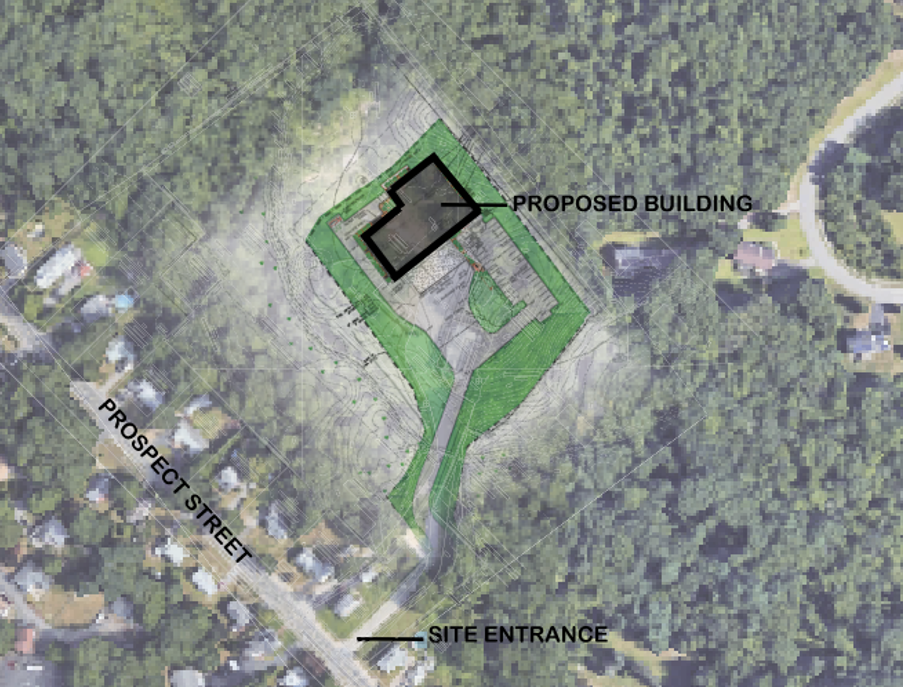 PROPOSED BUILDING
PROSPECT STREET
SITE ENTRANCE